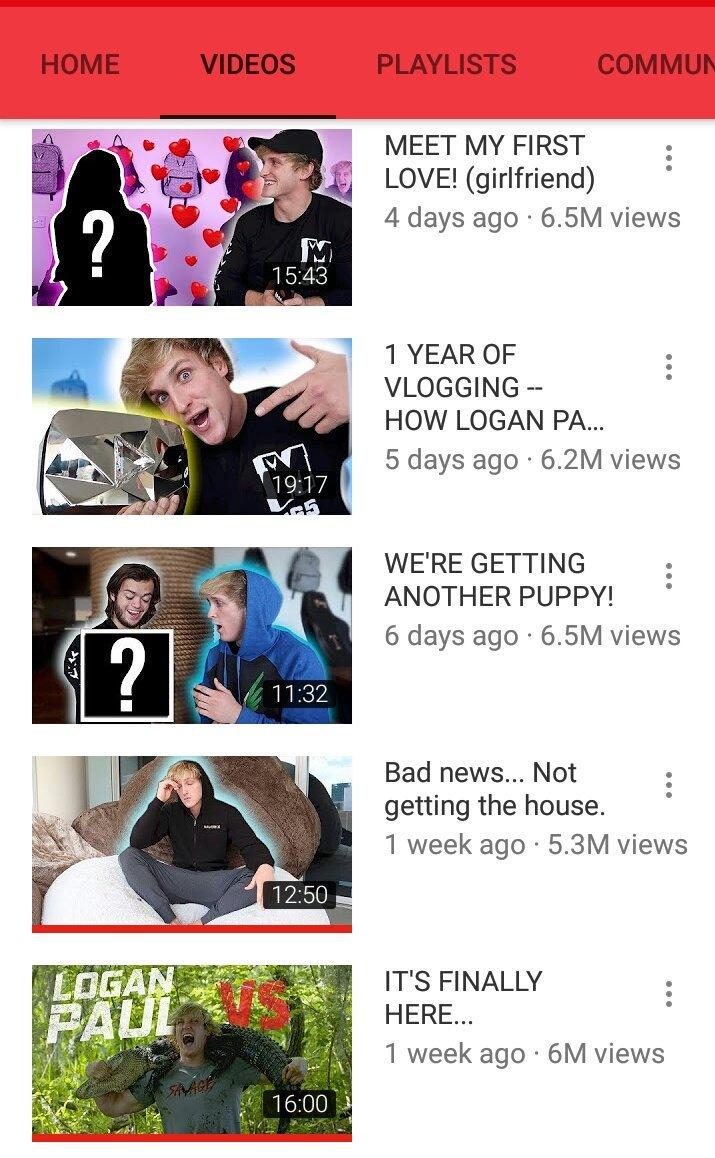 HOME VIDEOS PLAYLISTS COMMUN
MEET MY FIRST
LOVE! (girlfriend)
4 days ago · 6.5M views
?
15:43
1 YEAR OF
VLOGGING --
HOW LOGAN PA...
5 days ago · 6.2M views
19:17
WE'RE GETTING
ANOTHER PUPPY!
6 days ago · 6.5M views
?
11:32
Bad news... Not
getting the house.
1 week ago · 5.3M views
12:50
IT'S FINALLY
HERE...
1 week ago · 6M views
LOGAN
PAUL VS
SAVAGE
16:00